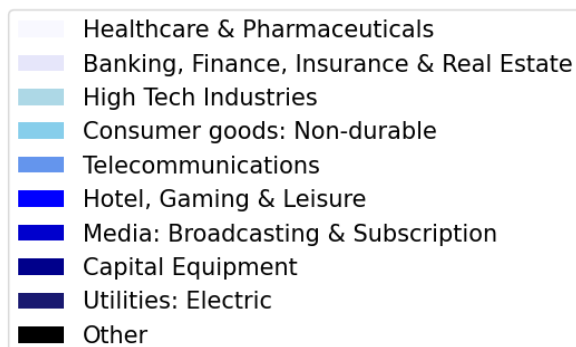 Healthcare & Pharmaceuticals
Banking, Finance, Insurance & Real Estate
High Tech Industries
Consumer goods: Non-durable
Telecommunications
Hotel, Gaming & Leisure
Media: Broadcasting & Subscription
Capital Equipment
Utilities: Electric
Other